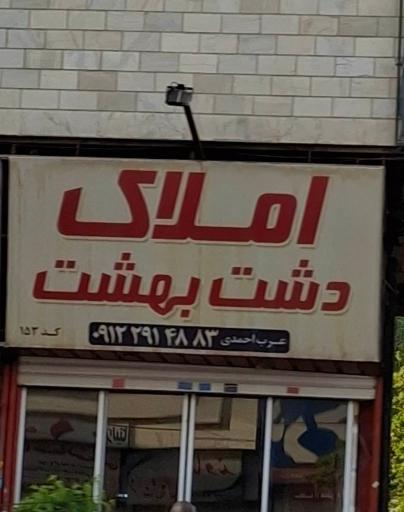 املاک
دشت بهشت
عرب احمدی ۰۹۱۲ ۲۹۱ ۴۸ ۸۳
کد ۱۵۳